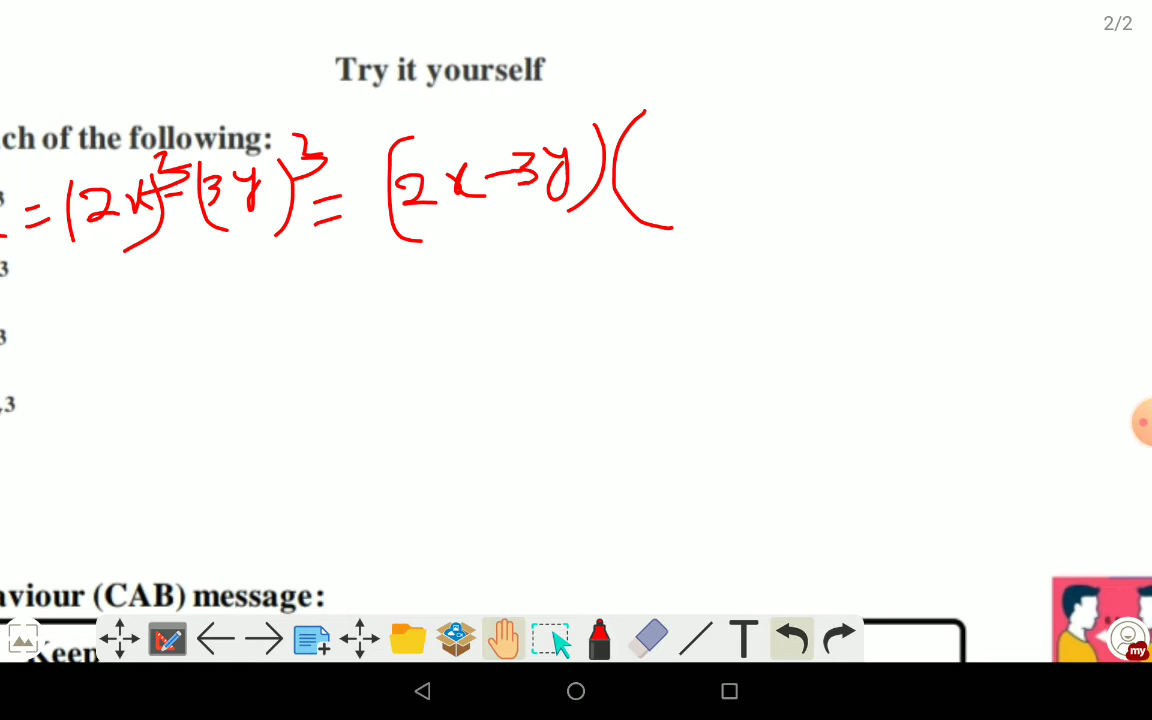 2/2
Try it yourself
ch of the following:
3
= (2x)³ - (3y)³ = (2x-3y)(
3
3
,3
aviour (CAB) message:
Keep
T
my